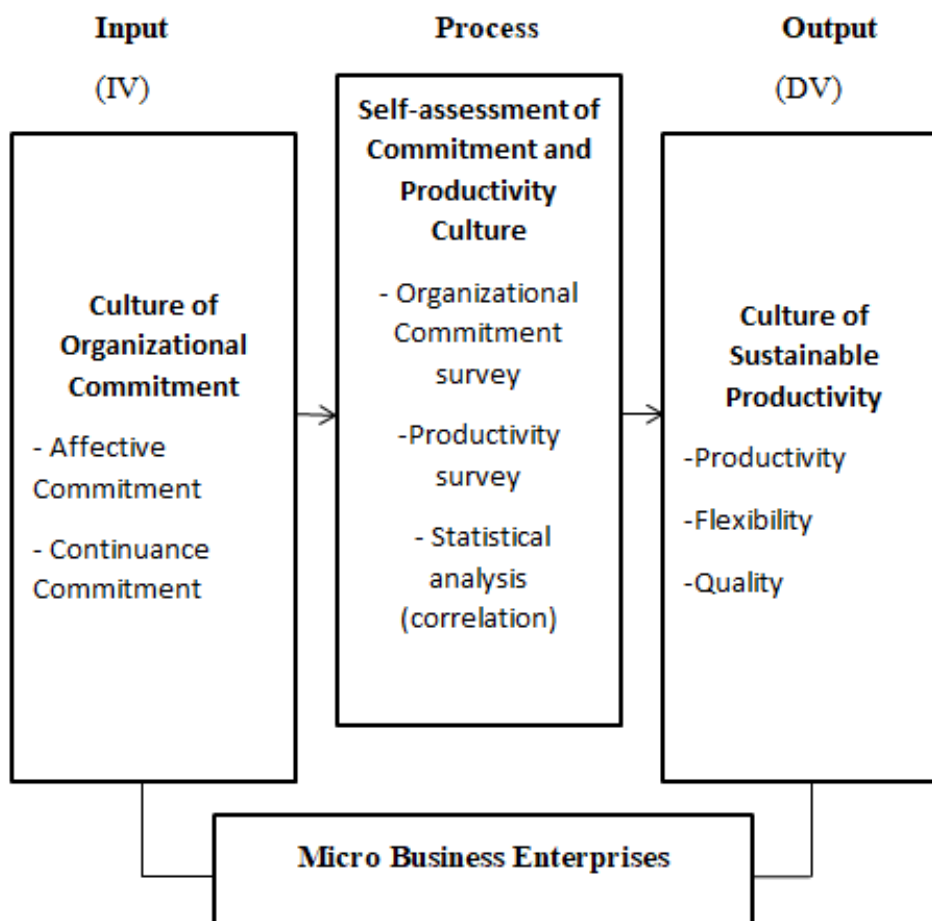 Input
(IV)
Process
Output
(DV)
Culture of
Organizational
Commitment
- Affective
Commitment
- Continuance
Commitment
Self-assessment of
Commitment and
Productivity
Culture
- Organizational
Commitment
survey
-Productivity
survey
- Statistical
analysis
(correlation)
Culture of
Sustainable
Productivity
-Productivity
-Flexibility
-Quality
Micro Business Enterprises